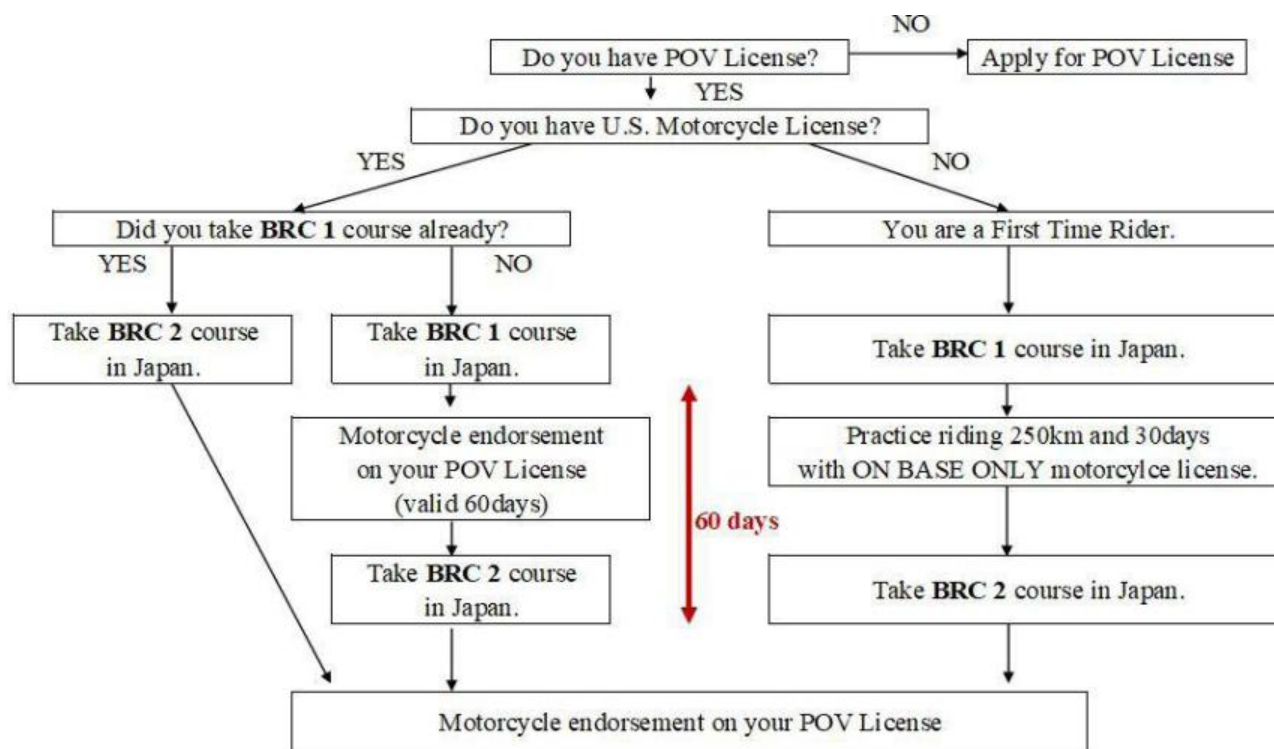 NO
Do you have POV License?
Apply for POV License
YES
Do you have U.S. Motorcycle License?
YES
NO
Did you take BRC 1 course already?
You are a First Time Rider.
YES
NO
Take BRC 2 course
in Japan.
Take BRC 1 course
in Japan.
Take BRC 1 course in Japan.
Motorcycle endorsement
on your POV License
(valid 60days)
Practice riding 250km and 30days
with ON BASE ONLY motorcylce license.
60 days
Take BRC 2 course
in Japan.
Take BRC 2 course in Japan.
Motorcycle endorsement on your POV License